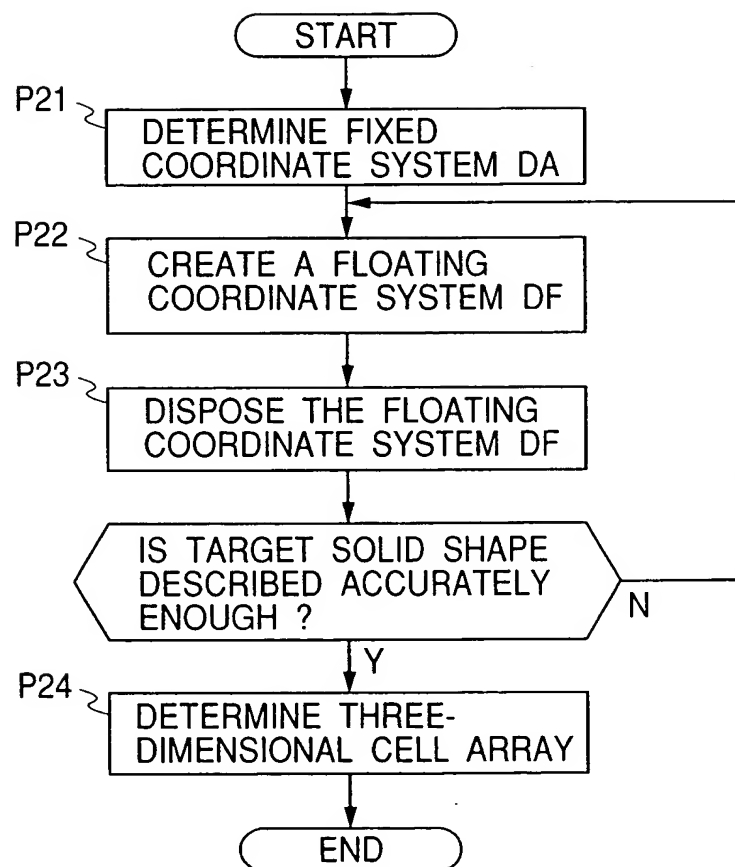 START
P21
DETERMINE FIXED
COORDINATE SYSTEM DA
P22
CREATE A FLOATING
COORDINATE SYSTEM DF
P23
DISPOSE THE FLOATING
COORDINATE SYSTEM DF
IS TARGET SOLID SHAPE
DESCRIBED ACCURATELY
ENOUGH ?
N
Y
P24
DETERMINE THREE-
DIMENSIONAL CELL ARRAY
END